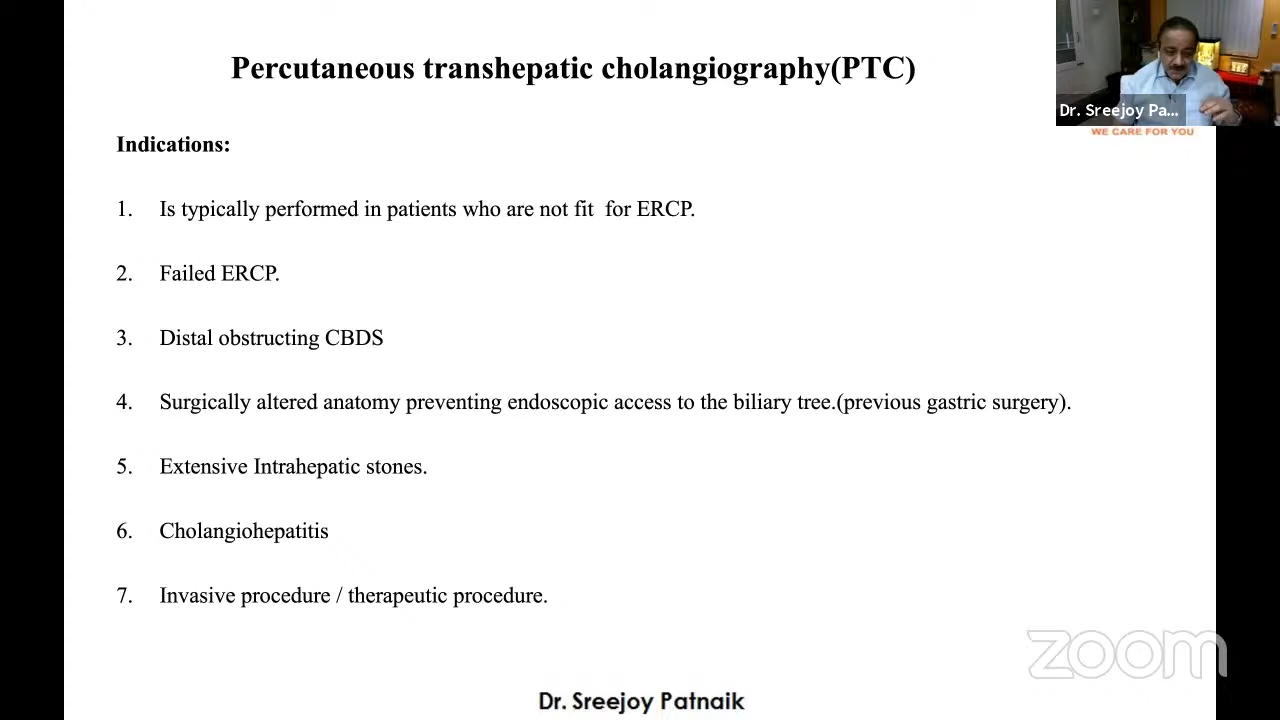 Percutaneous transhepatic cholangiography(PTC)
Dr. Sreejoy Pa...
WE CARE FOR YOU
Indications:
1. Is typically performed in patients who are not fit for ERCP.
2. Failed ERCP.
3. Distal obstructing CBDS
4. Surgically altered anatomy preventing endoscopic access to the biliary tree.(previous gastric surgery).
5. Extensive Intrahepatic stones.
6. Cholangiohepatitis
7. Invasive procedure / therapeutic procedure.
zoom
Dr. Sreejoy Patnaik